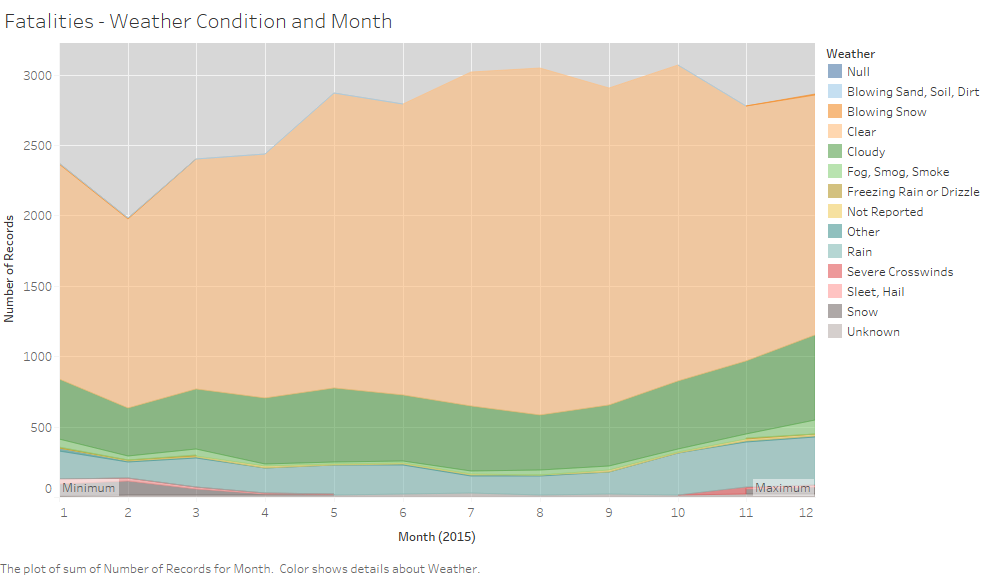 Fatalities - Weather Condition and Month
3000
2500
2000
1500
1000
500
0
Number of Records
Minimum
Maximum
1 2 3 4 5 6 7 8 9 10 11 12
Month (2015)
Weather
Null
Blowing Sand, Soil, Dirt
Blowing Snow
Clear
Cloudy
Fog, Smog, Smoke
Freezing Rain or Drizzle
Not Reported
Other
Rain
Severe Crosswinds
Sleet, Hail
Snow
Unknown
The plot of sum of Number of Records for Month. Color shows details about Weather.